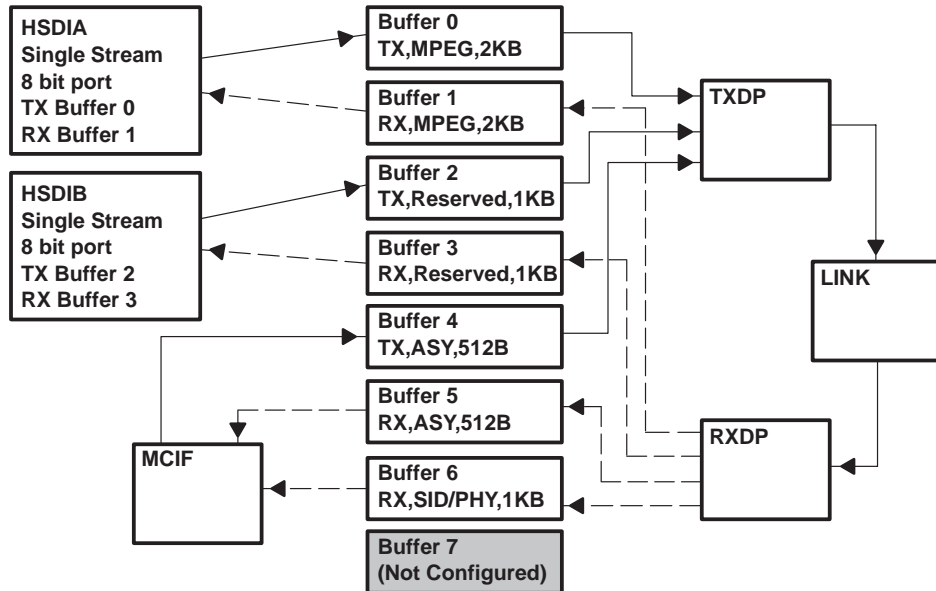 HSDIA
Single Stream
8 bit port
TX Buffer 0
RX Buffer 1
HSDIB
Single Stream
8 bit port
TX Buffer 2
RX Buffer 3
MCIF
Buffer 0
TX,MPEG,2KB
Buffer 1
RX,MPEG,2KB
Buffer 2
TX,Reserved,1KB
Buffer 3
RX,Reserved,1KB
Buffer 4
TX,ASY,512B
Buffer 5
RX,ASY,512B
Buffer 6
RX,SID/PHY,1KB
Buffer 7
(Not Configured)
TXDP
LINK
RXDP